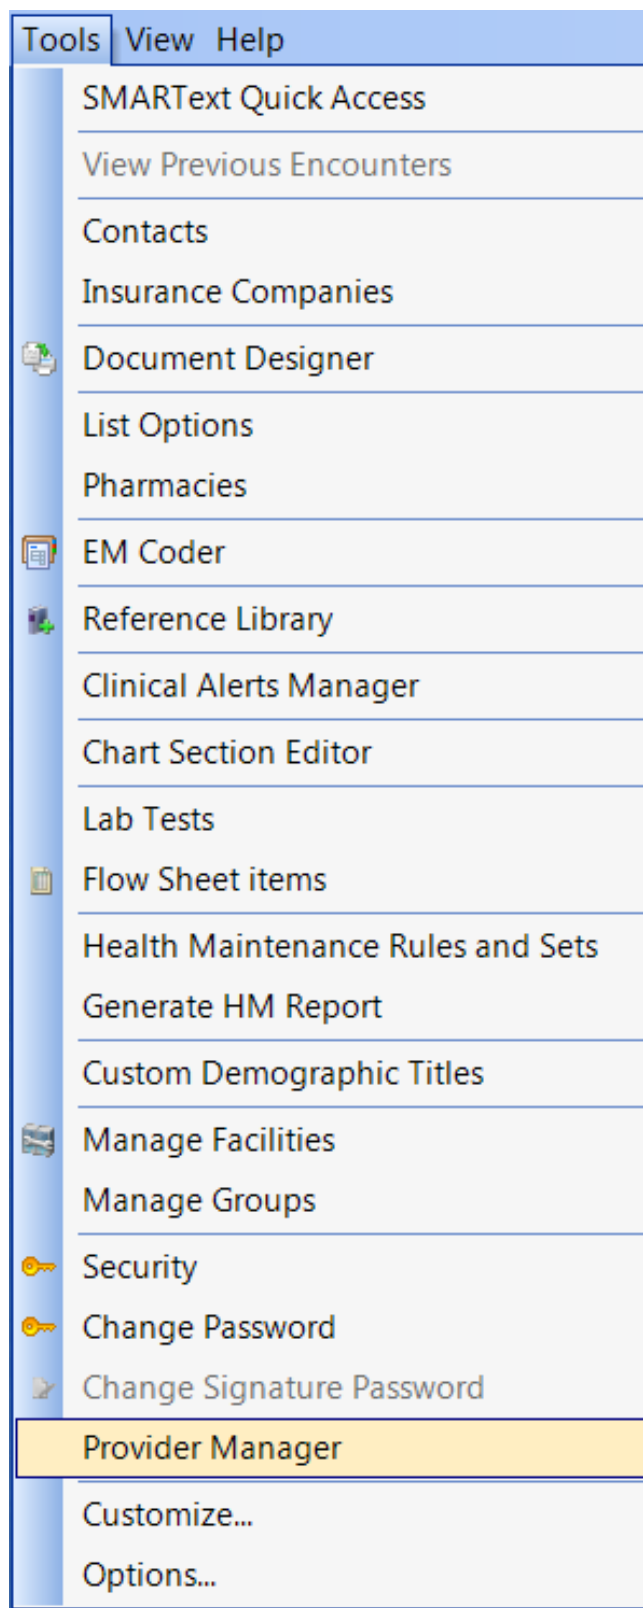 Tools View Help
SMARText Quick Access
View Previous Encounters
Contacts
Insurance Companies
Document Designer
List Options
Pharmacies
EM Coder
Reference Library
Clinical Alerts Manager
Chart Section Editor
Lab Tests
Flow Sheet items
Health Maintenance Rules and Sets
Generate HM Report
Custom Demographic Titles
Manage Facilities
Manage Groups
Security
Change Password
Change Signature Password
Provider Manager
Customize...
Options...